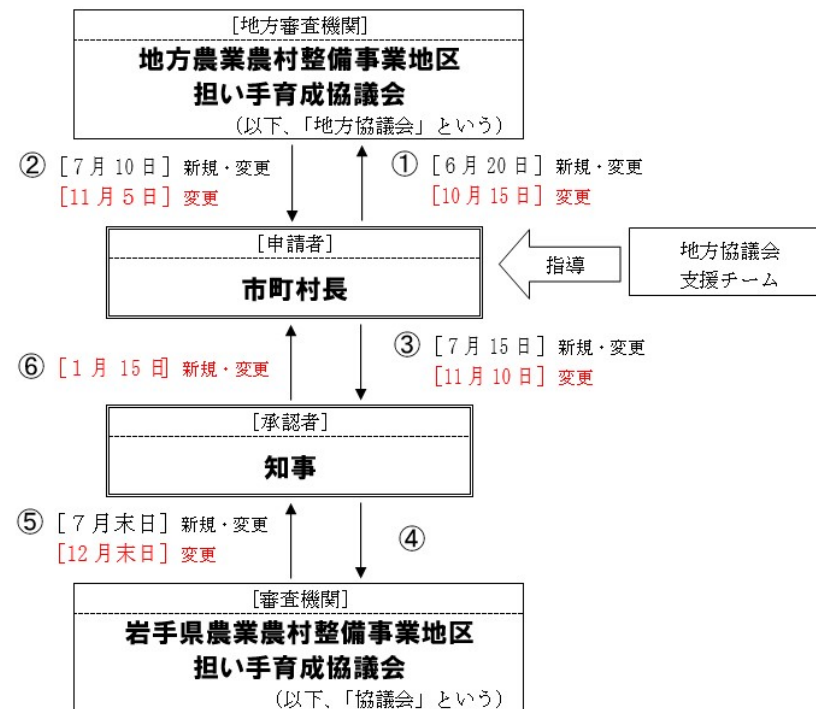 [地方審査機関]
地方農業農村整備事業地区
担い手育成協議会
(以下、「地方協議会」という)
② [7月10日] 新規・変更
[11月5日] 変更
① [6月20日] 新規・変更
[10月15日] 変更
[申請者]
市町村長
指導
地方協議会
支援チーム
⑥ [1月15日] 新規・変更
③ [7月15日] 新規・変更
[11月10日] 変更
[承認者]
知事
⑤ [7月末日] 新規・変更
[12月末日] 変更
④
[審査機関]
岩手県農業農村整備事業地区
担い手育成協議会
(以下、「協議会」という)